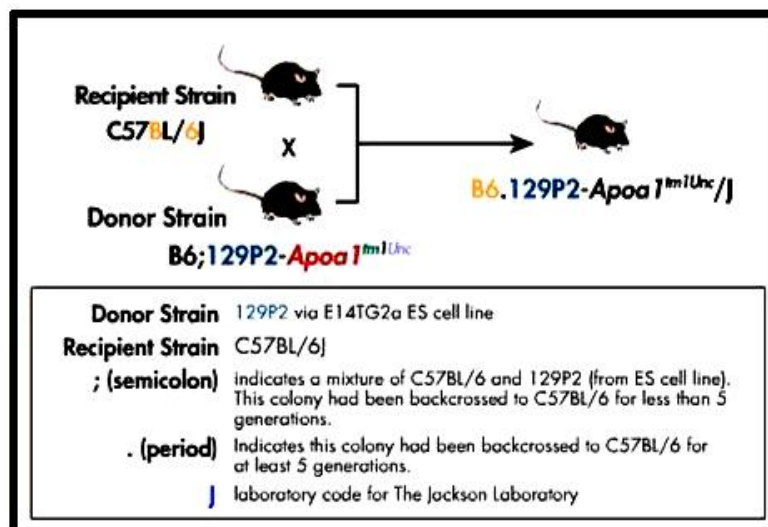 Recipient Strain
C57BL/6J
X
Donor Strain
B6;129P2-Apoa1tm1Unc
B6.129P2-Apoa1tm1Unc/J
Donor Strain 129P2 via E14TG2a ES cell line
Recipient Strain C57BL/6J
; (semicolon) indicates a mixture of C57BL/6 and 129P2 (from ES cell line).
This colony had been backcrossed to C57BL/6 for less than 5
generations.
. (period) Indicates this colony had been backcrossed to C57BL/6 for
at least 5 generations.
J laboratory code for The Jackson Laboratory